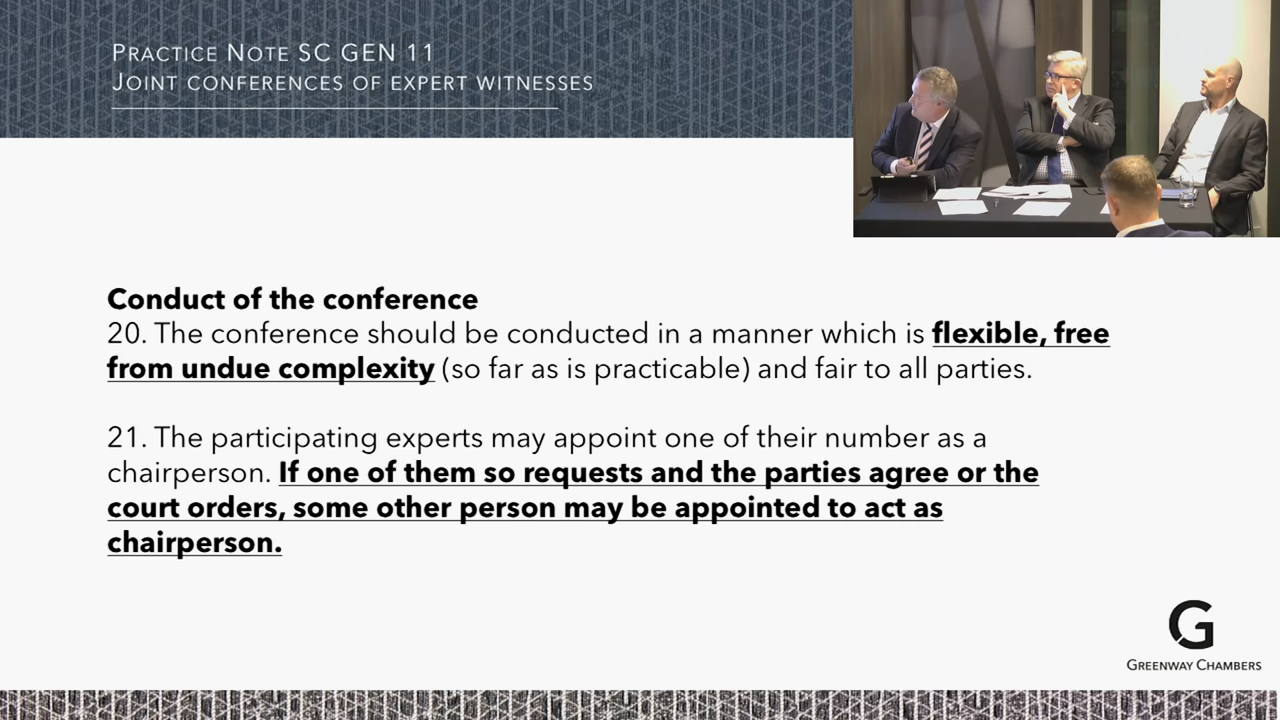 PRACTICE NOTE SC GEN 11
JOINT CONFERENCES OF EXPERT WITNESSES
Conduct of the conference
20. The conference should be conducted in a manner which is flexible, free
from undue complexity (so far as is practicable) and fair to all parties.
21. The participating experts may appoint one of their number as a
chairperson. If one of them so requests and the parties agree or the
court orders, some other person may be appointed to act as
chairperson.
G
GREENWAY CHAMBERS